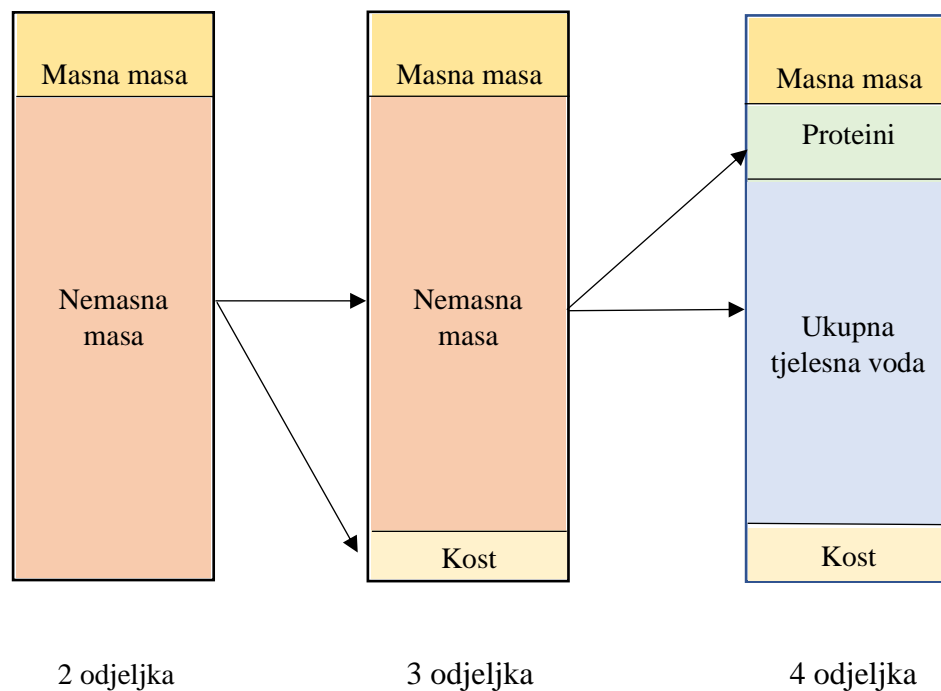 Masna masa
Nemasna
masa
2 odjeljka
Masna masa
Nemasna
masa
Kost
3 odjeljka
Masna masa
Proteini
Ukupna
tjelesna voda
Kost
4 odjeljka